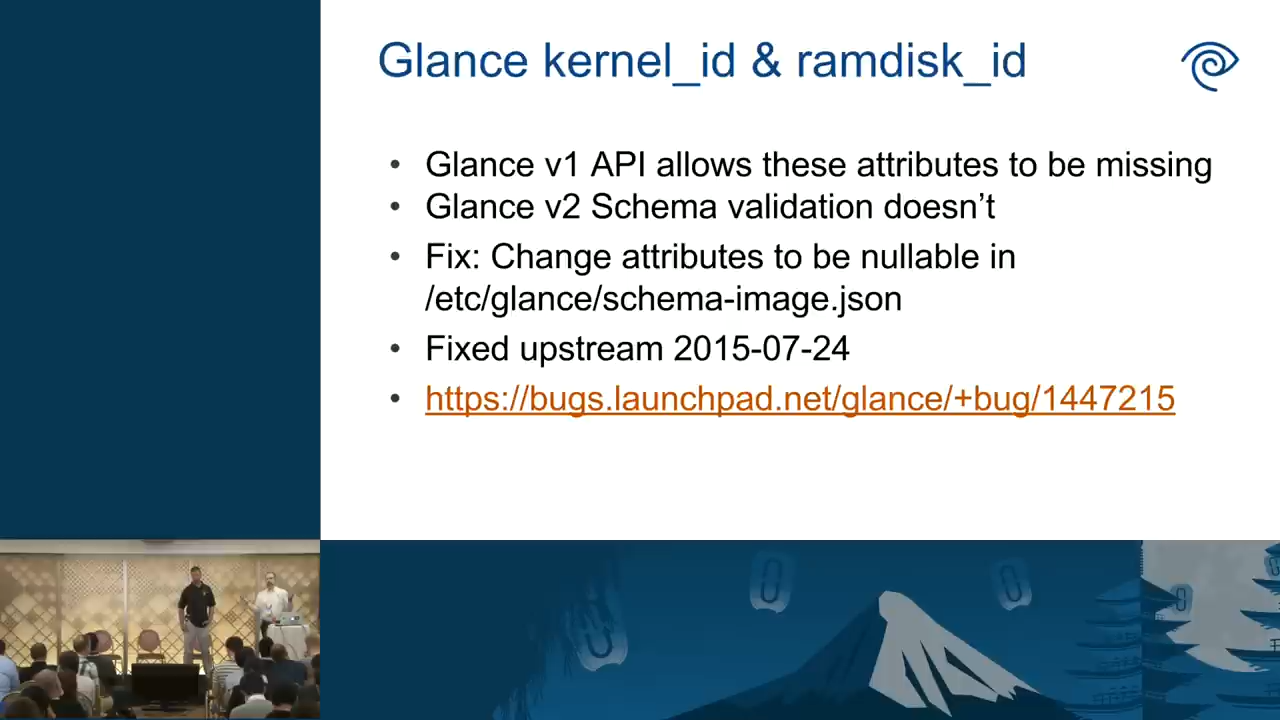 Glance kernel_id & ramdisk_id
• Glance v1 API allows these attributes to be missing
• Glance v2 Schema validation doesn’t
• Fix: Change attributes to be nullable in
/etc/glance/schema-image.json
• Fixed upstream 2015-07-24
• https://bugs.launchpad.net/glance/+bug/1447215